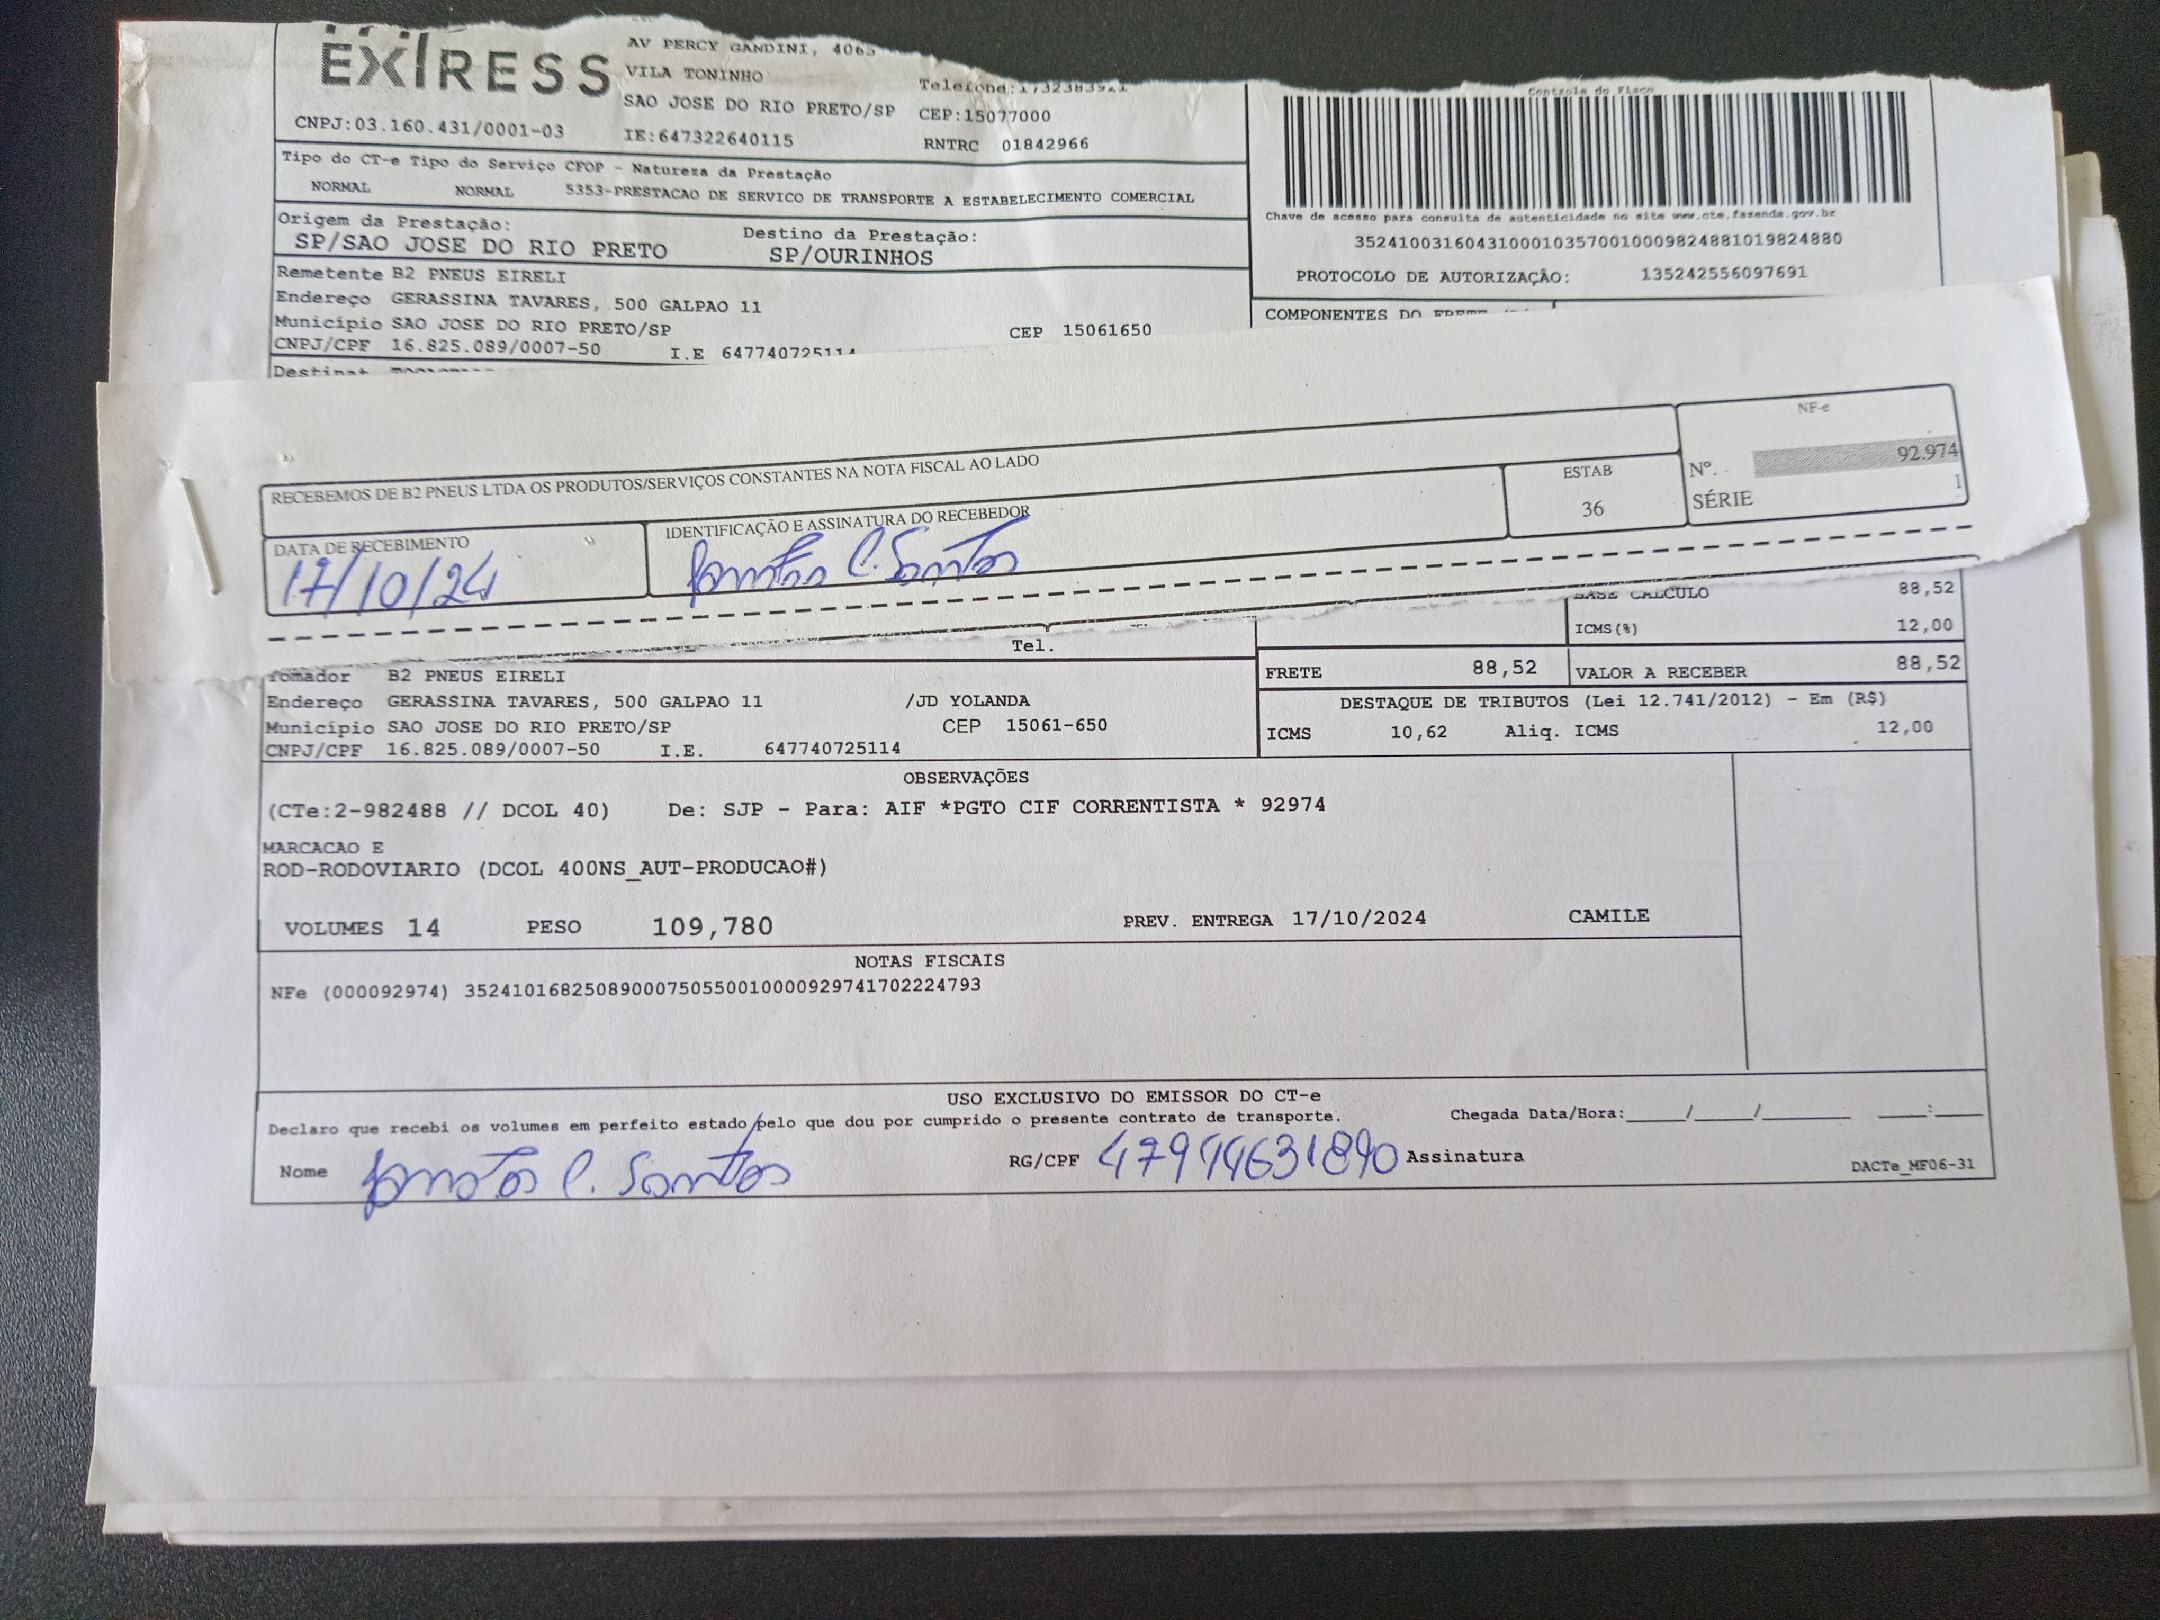 EXPRESS
AV PERCY GANDINI, 4065
VILA TONINHO
SAO JOSE DO RIO PRETO/SP CEP:15077000
CNPJ:03.160.431/0001-03 IE:647322640115 RNTRC 01842966
Controle do Fisco
Tipo do CT-e Tipo do Serviço CFOP - Natureza da Prestação
NORMAL NORMAL 5353-PRESTACAO DE SERVICO DE TRANSPORTE A ESTABELECIMENTO COMERCIAL
Chave de acesso para consulta de autenticidade no site www.cte.fazenda.gov.br
35241003160431000103570010009824881019824880
PROTOCOLO DE AUTORIZAÇÃO: 135242556097691
Origem da Prestação: Destino da Prestação:
SP/SAO JOSE DO RIO PRETO SP/OURINHOS
Remetente B2 PNEUS EIRELI
Endereço GERASSINA TAVARES, 500 GALPAO 11
Município SAO JOSE DO RIO PRETO/SP CEP 15061650
CNPJ/CPF 16.825.089/0007-50 I.E 647740725114
COMPONENTES DO FRETE
RECEBEMOS DE B2 PNEUS LTDA OS PRODUTOS/SERVIÇOS CONSTANTES NA NOTA FISCAL AO LADO
DATA DE RECEBIMENTO
17/10/24
IDENTIFICAÇÃO E ASSINATURA DO RECEBEDOR
C. Santos
ESTAB
36
NF-e
Nº. 92.974
SÉRIE 1
BASE CALCULO 88,52
ICMS(%) 12,00
Tel.
FRETE 88,52 VALOR A RECEBER 88,52
Tomador B2 PNEUS EIRELI
Endereço GERASSINA TAVARES, 500 GALPAO 11 /JD YOLANDA
Município SAO JOSE DO RIO PRETO/SP CEP 15061-650
CNPJ/CPF 16.825.089/0007-50 I.E. 647740725114
DESTAQUE DE TRIBUTOS (Lei 12.741/2012) - Em (R$)
ICMS 10,62 Aliq. ICMS 12,00
OBSERVAÇÕES
(CTe:2-982488 // DCOL 40) De: SJP - Para: AIF *PGTO CIF CORRENTISTA * 92974
MARCACAO E
ROD-RODOVIARIO (DCOL 400NS_AUT-PRODUCAO#)
VOLUMES 14 PESO 109,780 PREV. ENTREGA 17/10/2024 CAMILE
NOTAS FISCAIS
NFe (000092974) 35241016825089000750550010000929741702224793
USO EXCLUSIVO DO EMISSOR DO CT-e
Declaro que recebi os volumes em perfeito estado pelo que dou por cumprido o presente contrato de transporte. Chegada Data/Hora:____/____/______ ___:___
Nome C. Santos RG/CPF 47944631890 Assinatura
DACTe_MF06-31